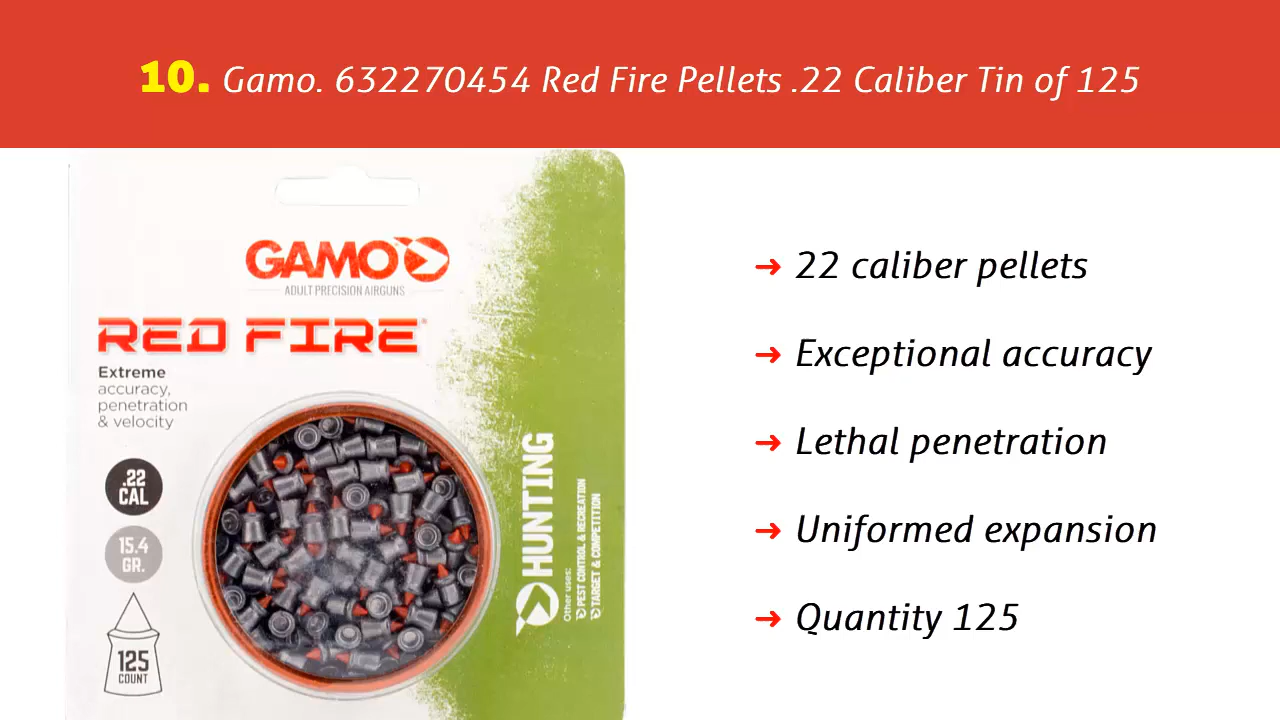 10. Gamo. 632270454 Red Fire Pellets .22 Caliber Tin of 125
GAMO
ADULT PRECISION AIRGUNS
RED FIRE
Extreme
accuracy,
penetration
& velocity
.22
CAL
15.4
GR.
125
COUNT
HUNTING
Other uses:
PEST CONTROL & RECREATION
TARGET & COMPETITION
→ 22 caliber pellets
→ Exceptional accuracy
→ Lethal penetration
→ Uniformed expansion
→ Quantity 125